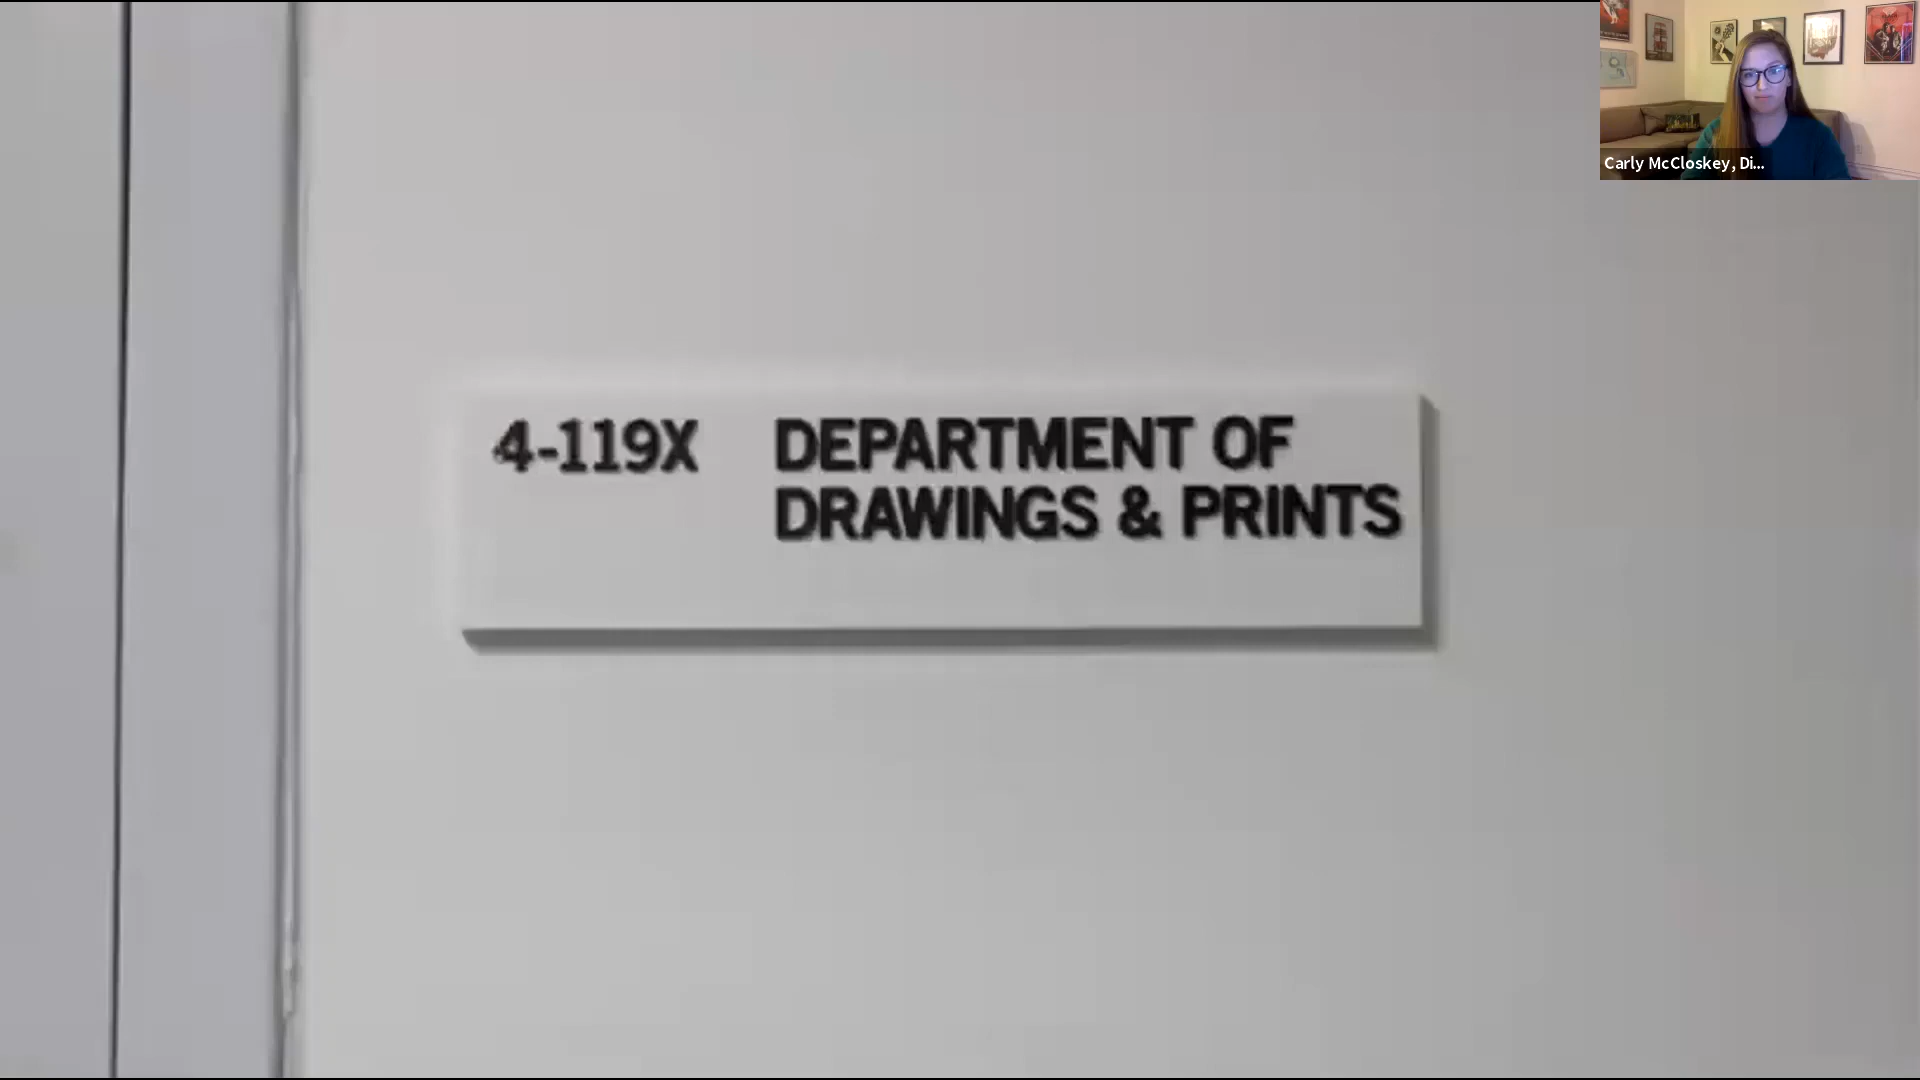 4-119X DEPARTMENT OF
DRAWINGS & PRINTS
Carly McCloskey, Di...